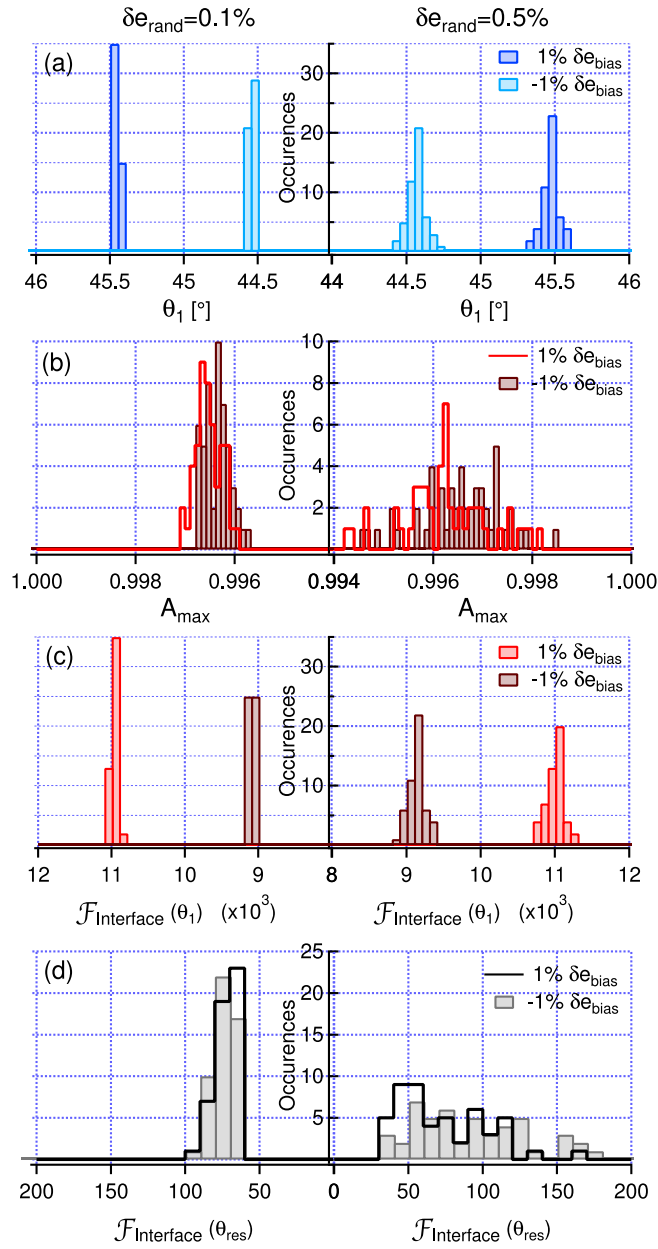 δe_rand=0.1% δe_rand=0.5%
(a)
Occurences
30
20
10
1% δe_bias
-1% δe_bias
46 45.5 45 44.5 44 44.5 45 45.5 46
θ_1 [°] θ_1 [°]
(b)
Occurences
10
8
6
4
2
1% δe_bias
-1% δe_bias
1.000 0.998 0.996 0.994 0.996 0.998 1.000
A_max A_max
(c)
Occurences
30
20
10
1% δe_bias
-1% δe_bias
12 11 10 9 8 9 10 11 12
ℱ_Interface (θ_1) (x10^3) ℱ_Interface (θ_1) (x10^3)
(d)
Occurences
25
20
15
10
5
1% δe_bias
-1% δe_bias
200 150 100 50 0 50 100 150 200
ℱ_Interface (θ_res) ℱ_Interface (θ_res)